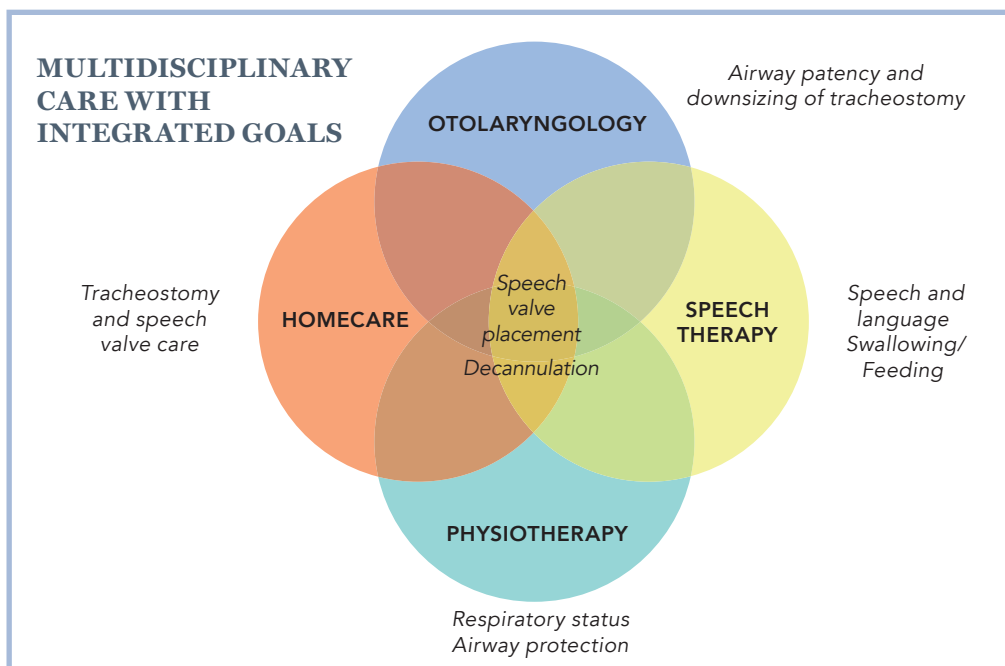 MULTIDISCIPLINARY
CARE WITH
INTEGRATED GOALS
Airway patency and
downsizing of tracheostomy
OTOLARYNGOLOGY
Tracheostomy
and speech
valve care
HOMECARE
Speech
valve
placement
Decannulation
SPEECH
THERAPY
Speech and
language
Swallowing/
Feeding
PHYSIOTHERAPY
Respiratory status
Airway protection